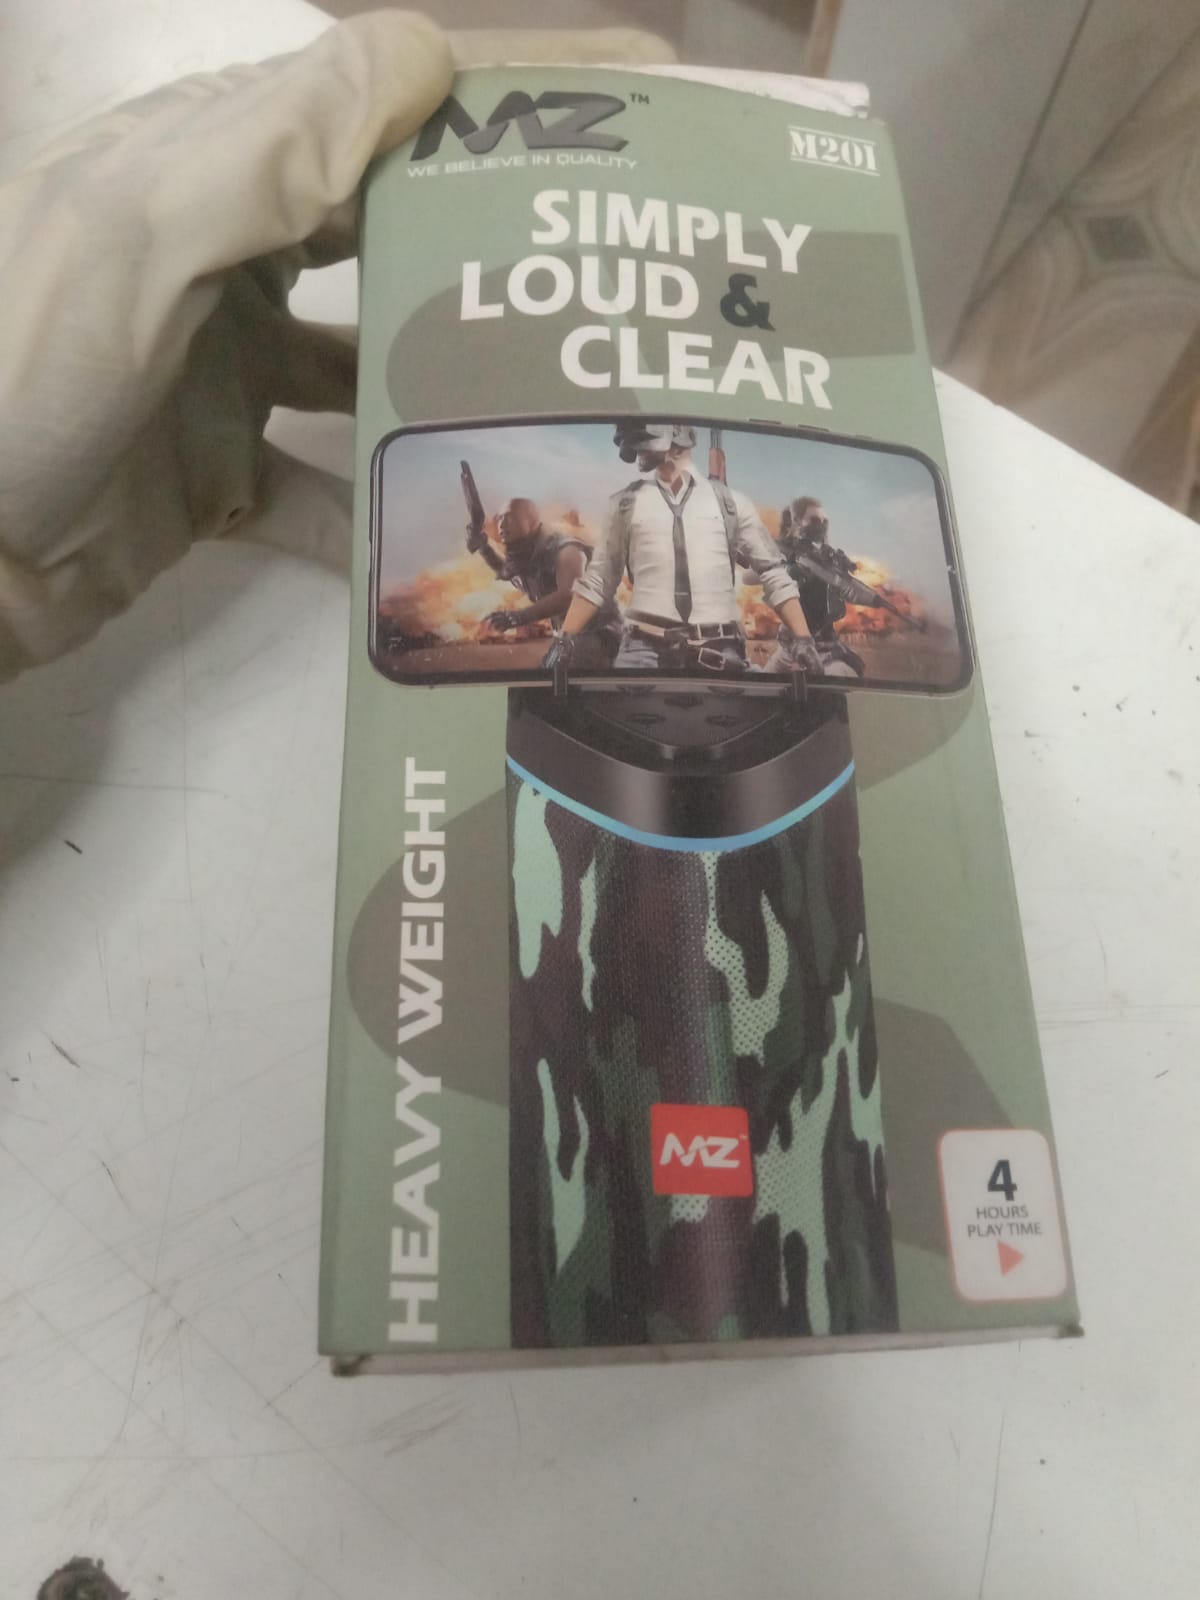 MZ™
WE BELIEVE IN QUALITY
M201
SIMPLY
LOUD &
CLEAR
HEAVY WEIGHT
MZ™
4
HOURS
PLAY TIME